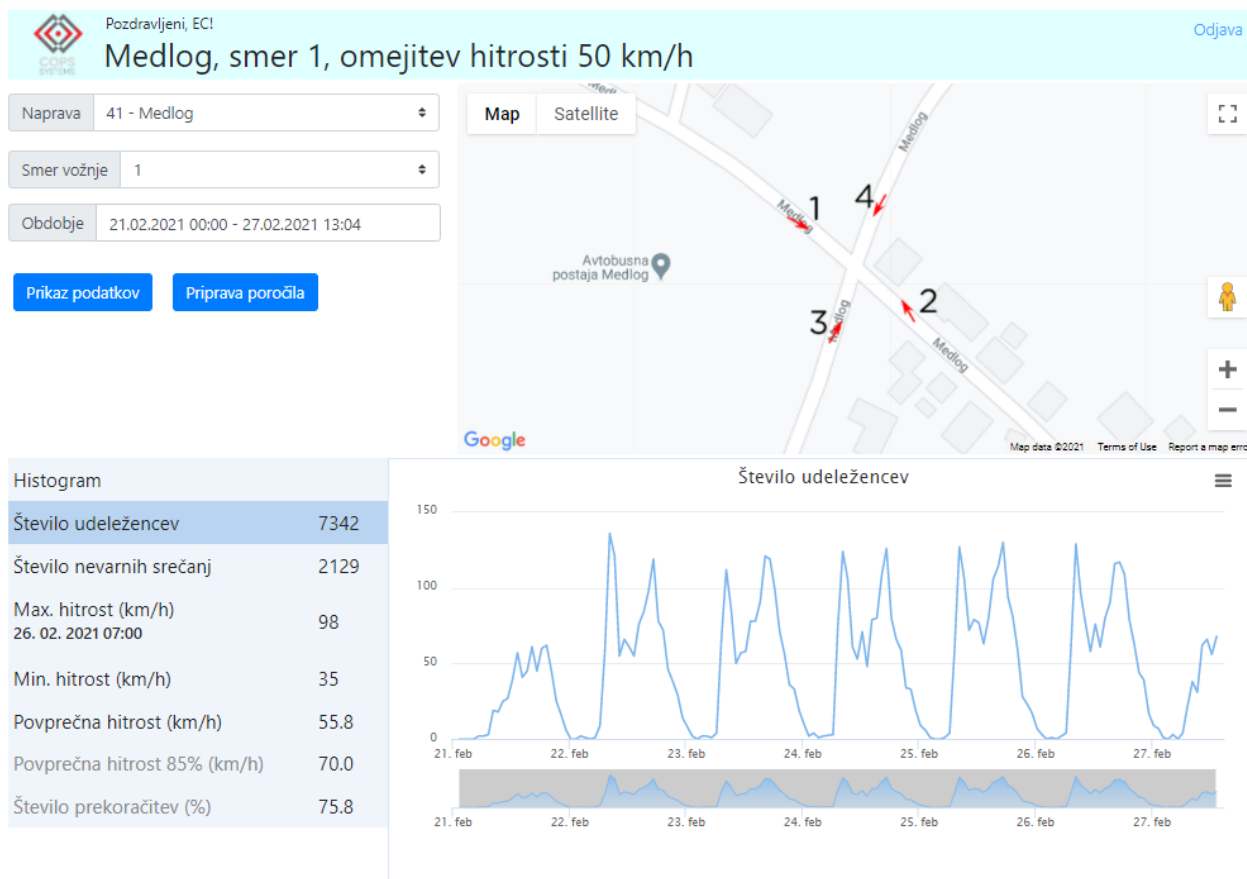 COPS
SYSTEMS
Pozdravljeni, EC!
Medlog, smer 1, omejitev hitrosti 50 km/h
Odjava
Naprava 41 - Medlog
Smer vožnje 1
Obdobje 21.02.2021 00:00 - 27.02.2021 13:04
Prikaz podatkov Priprava poročila
Map Satellite
Medlog
1
4
Medlog
Avtobusna
postaja Medlog
2
3
Medlog
Medlog
Google
Map data ©2021 Terms of Use Report a map erro
Histogram
Število udeležencev 7342
Število nevarnih srečanj 2129
Max. hitrost (km/h) 98
26. 02. 2021 07:00
Min. hitrost (km/h) 35
Povprečna hitrost (km/h) 55.8
Povprečna hitrost 85% (km/h) 70.0
Število prekoračitev (%) 75.8
Število udeležencev
150
100
50
0
21. feb 22. feb 23. feb 24. feb 25. feb 26. feb 27. feb
21. feb 22. feb 23. feb 24. feb 25. feb 26. feb 27. feb